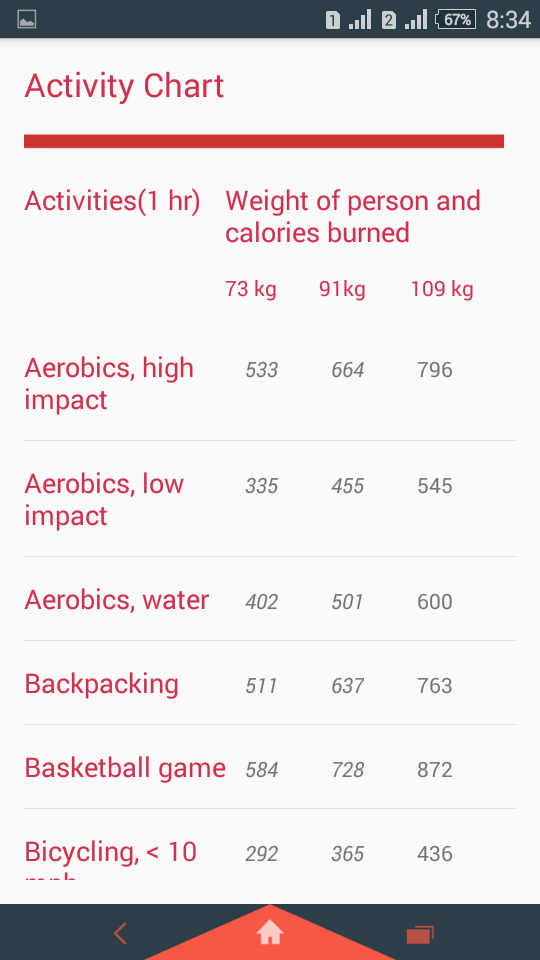 1 2 67% 8:34
Activity Chart
Activities(1 hr) Weight of person and
calories burned
73 kg 91kg 109 kg
Aerobics, high 533 664 796
impact
Aerobics, low 335 455 545
impact
Aerobics, water 402 501 600
Backpacking 511 637 763
Basketball game 584 728 872
Bicycling, < 10 292 365 436